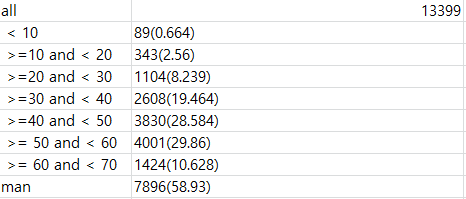 all 13399
< 10 89(0.664)
>=10 and < 20 343(2.56)
>=20 and < 30 1104(8.239)
>=30 and < 40 2608(19.464)
>=40 and < 50 3830(28.584)
>= 50 and < 60 4001(29.86)
>= 60 and < 70 1424(10.628)
man 7896(58.93)